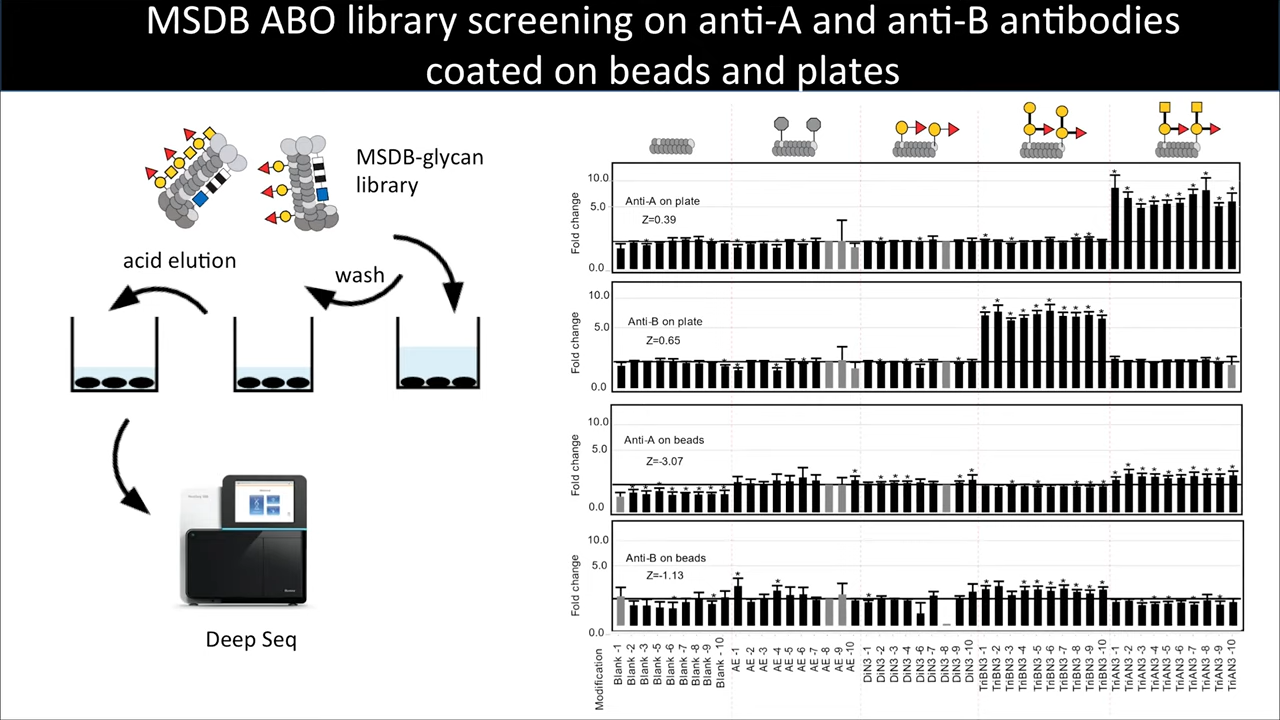 MSDB ABO library screening on anti-A and anti-B antibodies
coated on beads and plates
MSDB-glycan
library
acid elution
wash
Deep Seq
Fold change
10.0
5.0
0.0
Anti-A on plate
Z=0.39
Fold change
10.0
5.0
0.0
Anti-B on plate
Z=0.65
Fold change
10.0
5.0
0.0
Anti-A on beads
Z=-3.07
Fold change
10.0
5.0
0.0
Anti-B on beads
Z=-1.13
Modification
Blank -1
Blank -2
Blank -3
Blank -5
Blank -6
Blank -7
Blank -8
Blank -9
Blank - 10
AE-1
AE -2
AE -3
AE -4
AE -5
AE -6
AE -7
AE -8
AE -9
AE -10
DiN3 -1
DiN3 -2
DiN3 -3
DiN3 -4
DiN3 -6
DiN3 -7
DiN3 -8
DiN3 -9
DiN3 -10
TriBN3 -1
TriBN3 -2
TriBN3 -3
TriBN3 -4
TriBN3 -5
TriBN3 -6
TriBN3 -7
TriBN3 -8
TriBN3 -9
TriBN3 -10
TriAN3 -1
TriAN3 -2
TriAN3 -3
TriAN3 -4
TriAN3 -5
TriAN3 -6
TriAN3 -7
TriAN3 -8
TriAN3 -9
TriAN3 -10